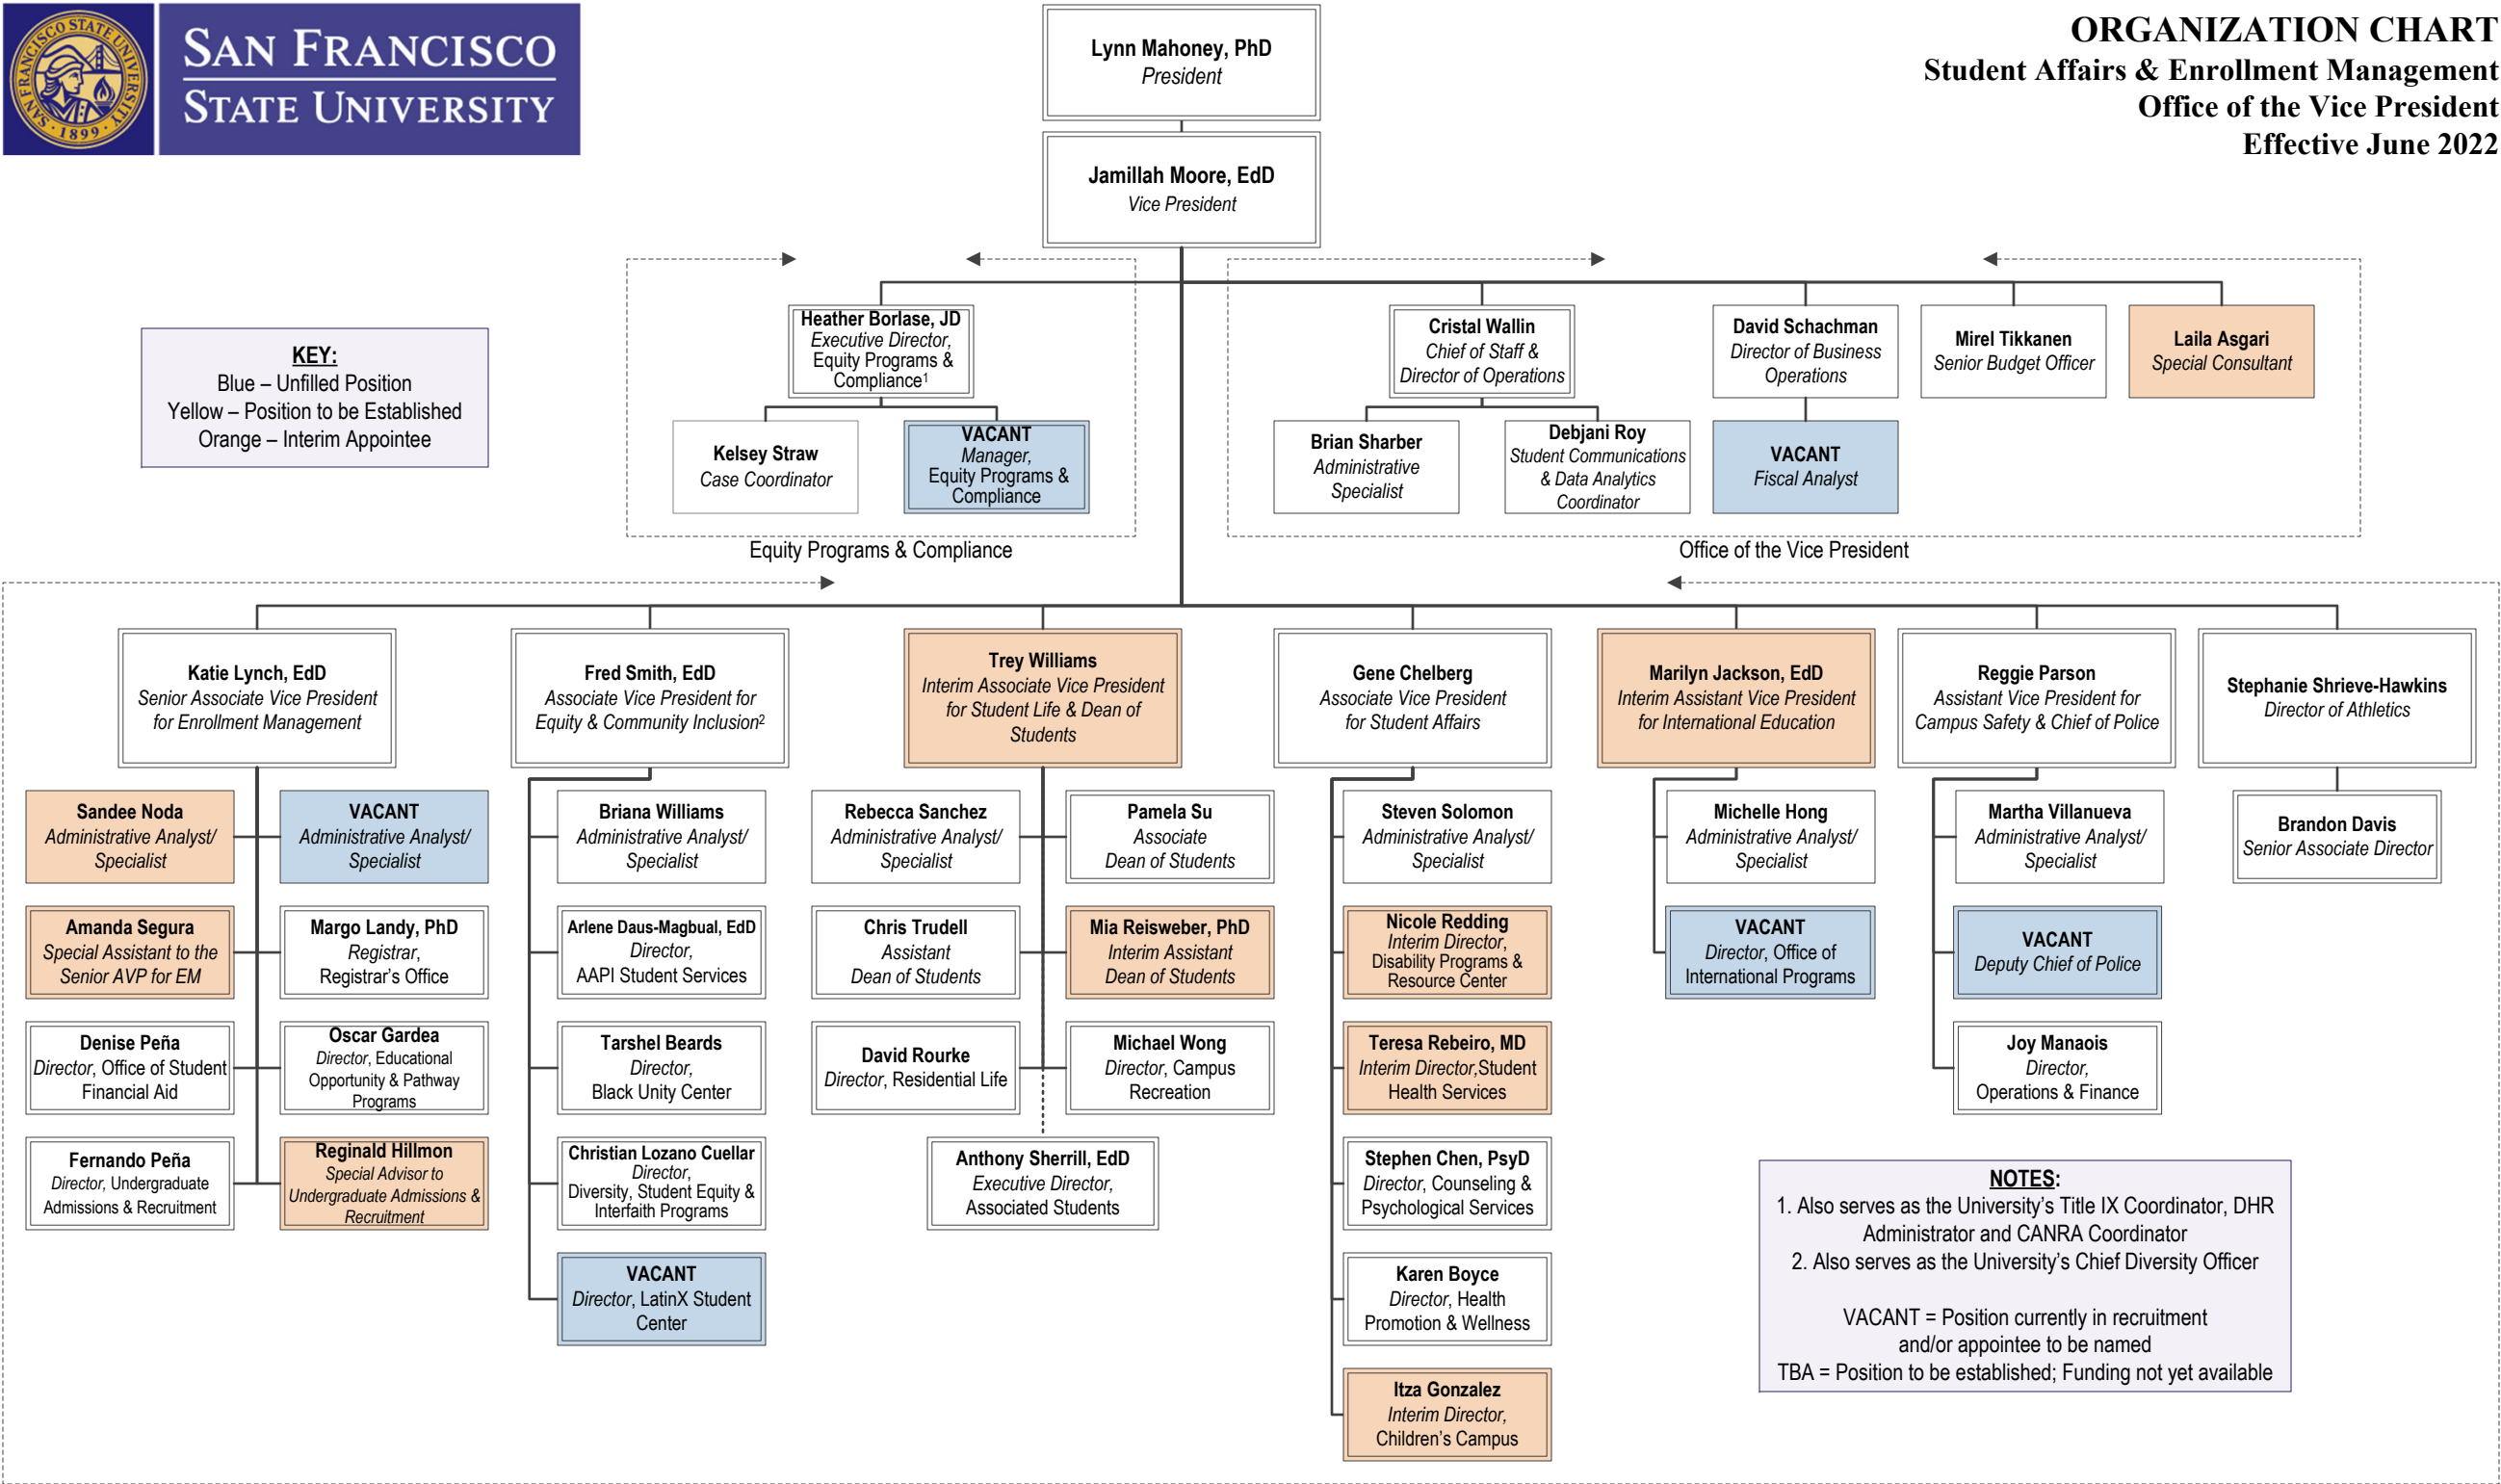 SAN FRANCISCO STATE UNIVERSITY
1899
SAN FRANCISCO
STATE UNIVERSITY
ORGANIZATION CHART
Student Affairs & Enrollment Management
Office of the Vice President
Effective June 2022
Lynn Mahoney, PhD
President
Jamillah Moore, EdD
Vice President
KEY:
Blue – Unfilled Position
Yellow – Position to be Established
Orange – Interim Appointee
Heather Borlase, JD
Executive Director,
Equity Programs &
Compliance¹
Kelsey Straw
Case Coordinator
VACANT
Manager,
Equity Programs &
Compliance
Equity Programs & Compliance
Cristal Wallin
Chief of Staff &
Director of Operations
David Schachman
Director of Business
Operations
Mirel Tikkanen
Senior Budget Officer
Laila Asgari
Special Consultant
Brian Sharber
Administrative
Specialist
Debjani Roy
Student Communications
& Data Analytics
Coordinator
VACANT
Fiscal Analyst
Office of the Vice President
Katie Lynch, EdD
Senior Associate Vice President
for Enrollment Management
Sandee Noda
Administrative Analyst/
Specialist
VACANT
Administrative Analyst/
Specialist
Amanda Segura
Special Assistant to the
Senior AVP for EM
Margo Landy, PhD
Registrar,
Registrar’s Office
Denise Peña
Director, Office of Student
Financial Aid
Oscar Gardea
Director, Educational
Opportunity & Pathway
Programs
Fernando Peña
Director, Undergraduate
Admissions & Recruitment
Reginald Hillmon
Special Advisor to
Undergraduate Admissions &
Recruitment
Fred Smith, EdD
Associate Vice President for
Equity & Community Inclusion²
Briana Williams
Administrative Analyst/
Specialist
Arlene Daus-Magbual, EdD
Director,
AAPI Student Services
Tarshel Beards
Director,
Black Unity Center
Christian Lozano Cuellar
Director,
Diversity, Student Equity &
Interfaith Programs
VACANT
Director, LatinX Student
Center
Trey Williams
Interim Associate Vice President
for Student Life & Dean of
Students
Rebecca Sanchez
Administrative Analyst/
Specialist
Pamela Su
Associate
Dean of Students
Chris Trudell
Assistant
Dean of Students
Mia Reisweber, PhD
Interim Assistant
Dean of Students
David Rourke
Director, Residential Life
Michael Wong
Director, Campus
Recreation
Anthony Sherrill, EdD
Executive Director,
Associated Students
Gene Chelberg
Associate Vice President
for Student Affairs
Steven Solomon
Administrative Analyst/
Specialist
Nicole Redding
Interim Director,
Disability Programs &
Resource Center
Teresa Rebeiro, MD
Interim Director,Student
Health Services
Stephen Chen, PsyD
Director, Counseling &
Psychological Services
Karen Boyce
Director, Health
Promotion & Wellness
Itza Gonzalez
Interim Director,
Children’s Campus
Marilyn Jackson, EdD
Interim Assistant Vice President
for International Education
Michelle Hong
Administrative Analyst/
Specialist
VACANT
Director, Office of
International Programs
Reggie Parson
Assistant Vice President for
Campus Safety & Chief of Police
Martha Villanueva
Administrative Analyst/
Specialist
VACANT
Deputy Chief of Police
Joy Manaois
Director,
Operations & Finance
Stephanie Shrieve-Hawkins
Director of Athletics
Brandon Davis
Senior Associate Director
NOTES:
1. Also serves as the University’s Title IX Coordinator, DHR
Administrator and CANRA Coordinator
2. Also serves as the University’s Chief Diversity Officer
VACANT = Position currently in recruitment
and/or appointee to be named
TBA = Position to be established; Funding not yet available